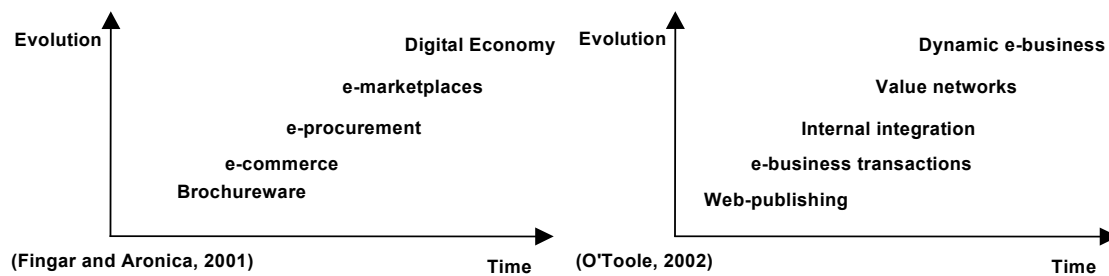 Evolution
Digital Economy
e-marketplaces
e-procurement
e-commerce
Brochureware
(Fingar and Aronica, 2001)
Time
Evolution
Dynamic e-business
Value networks
Internal integration
e-business transactions
Web-publishing
(O'Toole, 2002)
Time